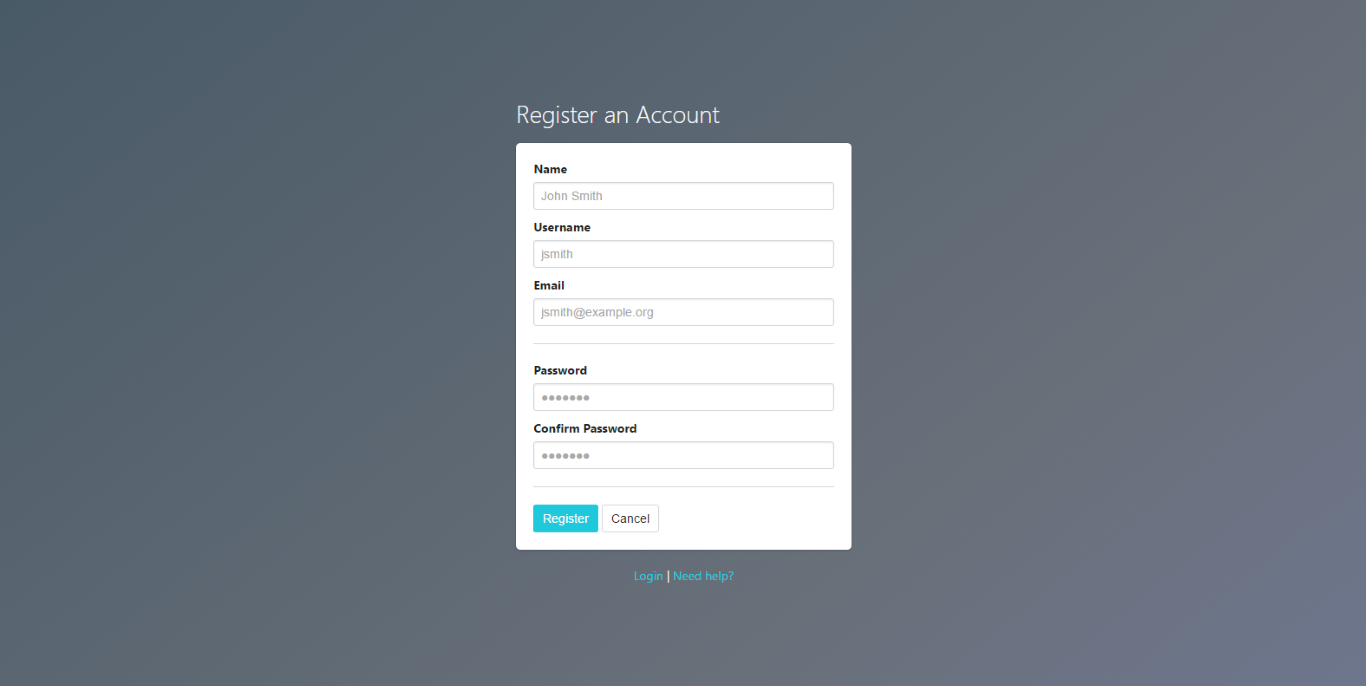 Register an Account
Name
John Smith
Username
jsmith
Email
jsmith@example.org
Password
●●●●●●●
Confirm Password
●●●●●●●
Register Cancel
Login | Need help?